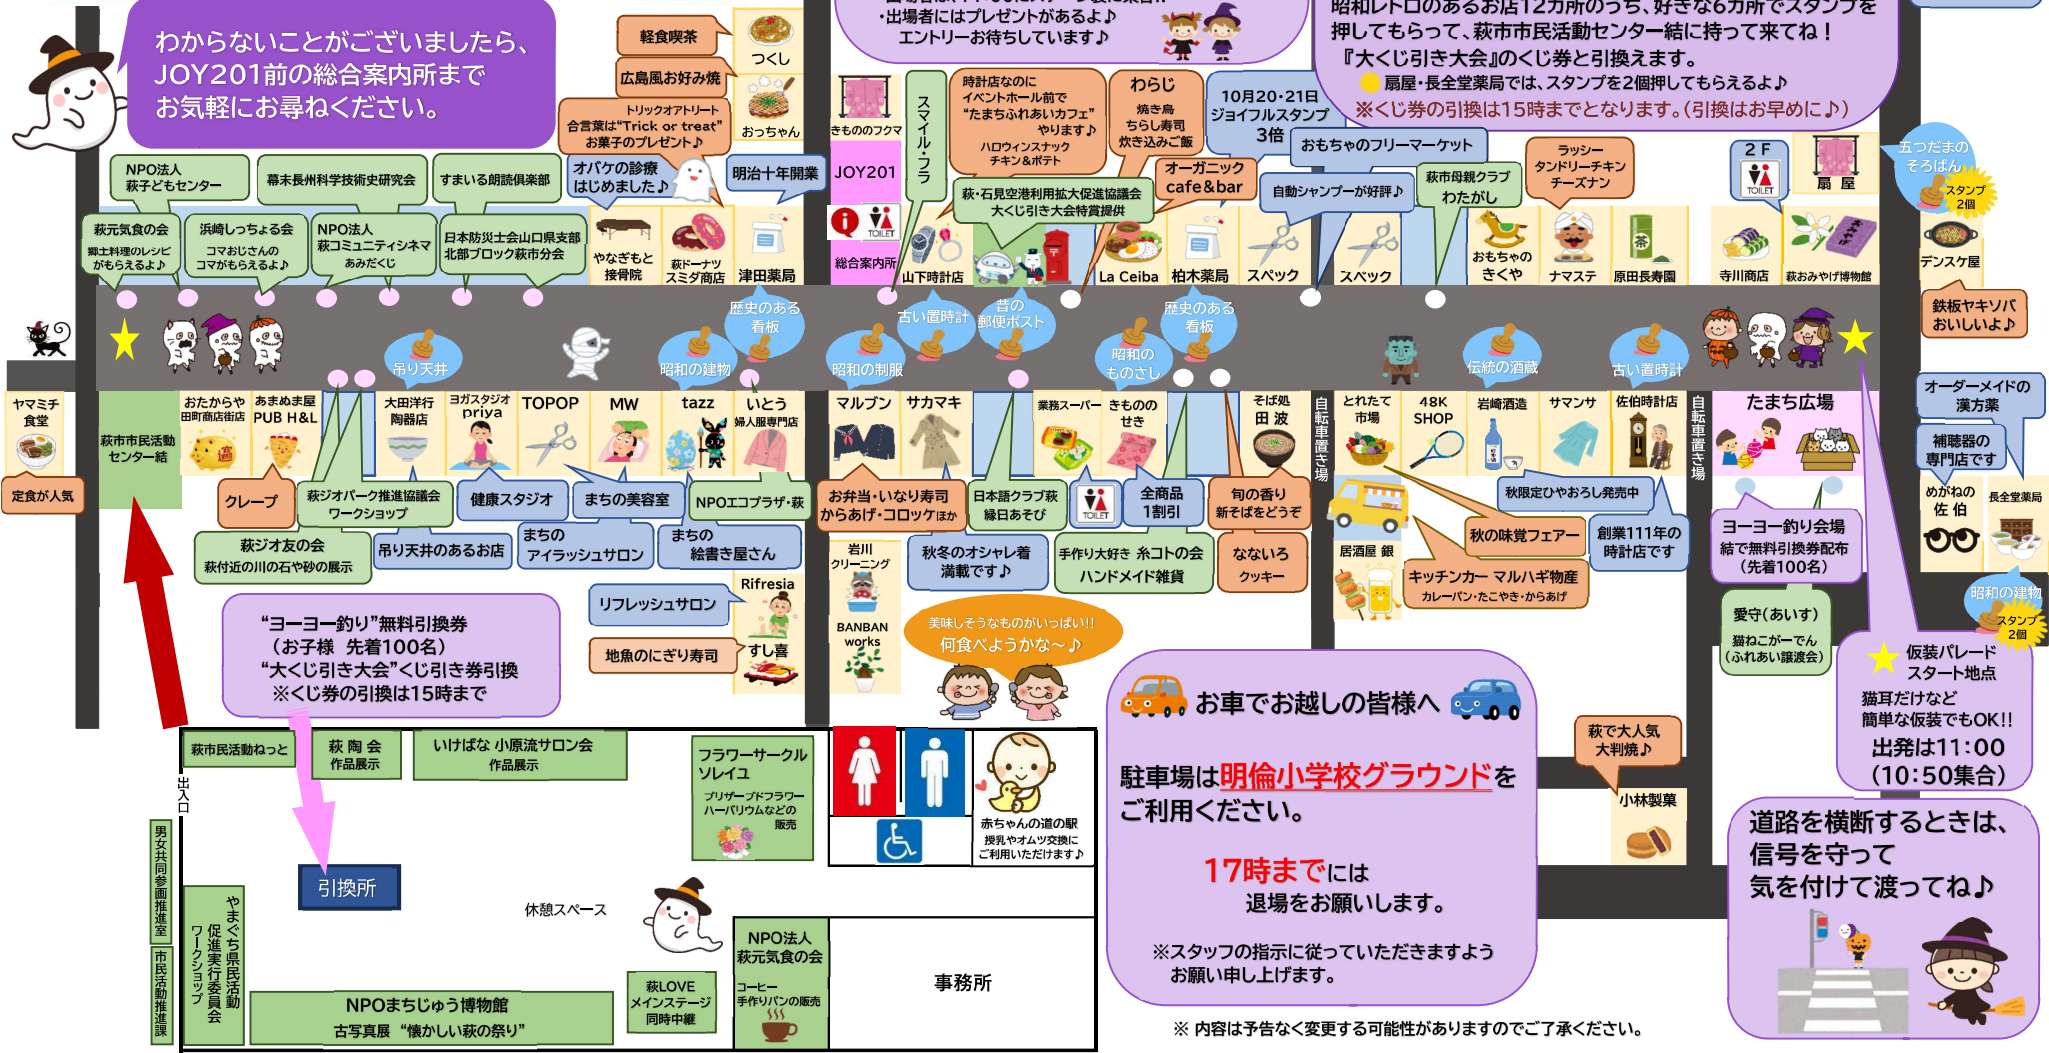 出場者にはプレゼントがあるよ♪
エントリーお待ちしています♪
昭和レトロのあるお店12カ所のうち、好きな6カ所でスタンプを
押してもらって、萩市市民活動センター結に持って来てね！
『大くじ引き大会』のくじ券と引換えます。
扇屋・長全堂薬局では、スタンプを2個押してもらえるよ♪
※くじ券の引換は15時までとなります。（引換はお早めに♪）
わからないことがございましたら、
JOY201前の総合案内所まで
お気軽にお尋ねください。
軽食喫茶
つくし
広島風お好み焼
おっちゃん
トリックオアトリート
合言葉は“Trick or treat”
お菓子のプレゼント♪
オバケの診療
はじめました♪
明治十年開業
NPO法人
萩子どもセンター
幕末長州科学技術史研究会
すまいる朗読倶楽部
萩元気食の会
郷土料理のレシピ
がもらえるよ♪
浜崎しっちょる会
コマおじさんの
コマがもらえるよ♪
NPO法人
萩コミュニティシネマ
あみだくじ
日本防災士会山口県支部
北部ブロック萩市分会
やなぎもと
接骨院
萩ドーナツ
スミダ商店
津田薬局
きもののフクマ
JOY201
TOILET
総合案内所
スマイル・フラ
時計店なのに
イベントホール前で
“たまちふれあいカフェ”
やります♪
ハロウィンスナック
チキン＆ポテト
わらじ
焼き鳥
ちらし寿司
炊き込みご飯
10月20・21日
ジョイフルスタンプ
3倍
おもちゃのフリーマーケット
オーガニック
cafe＆bar
自動シャンプーが好評♪
萩市母親クラブ
わたがし
ラッシー
タンドリーチキン
チーズナン
萩・石見空港利用拡大促進協議会
大くじ引き大会特賞提供
2F
TOILET
扇屋
五つだまの
そろばん
スタンプ
2個
山下時計店
La Ceiba
柏木薬局
スペック
スペック
おもちゃの
きくや
ナマステ
茶
原田長寿園
寺川商店
萩おみやげ博物館
デンスケ屋
鉄板ヤキソバ
おいしいよ♪
吊り天井
昭和の建物
歴史のある
看板
昭和の制服
古い置時計
昔の
郵便ポスト
昭和の
ものさし
歴史のある
看板
伝統の酒蔵
古い置時計
ヤマミチ
食堂
定食が人気
萩市市民活動
センター結
おたからや
田町商店街店
あまぬま屋
PUB H&L
大田洋行
陶器店
ヨガスタジオ
priya
TOPOP
MW
tazz
いとう
婦人服専門店
マルブン
サカマキ
業務スーパー
きものの
せき
そば処
田波
自転車置き場
とれたて
市場
48K
SHOP
岩崎酒造
サマンサ
佐伯時計店
自転車置き場
たまち広場
オーダーメイドの
漢方薬
補聴器の
専門店です
めがねの
佐伯
長全堂薬局
クレープ
萩ジオパーク推進協議会
ワークショップ
健康スタジオ
まちの美容室
NPOエコプラザ・萩
萩ジオ友の会
萩付近の川の石や砂の展示
吊り天井のあるお店
まちの
アイラッシュサロン
まちの
絵書き屋さん
お弁当・いなり寿司
からあげ・コロッケほか
日本語クラブ萩
縁日あそび
TOILET
全商品
1割引
旬の香り
新そばをどうぞ
秋冬のオシャレ着
満載です♪
手作り大好き 糸コトの会
ハンドメイド雑貨
なないろ
クッキー
居酒屋 銀
秋限定ひやおろし発売中
秋の味覚フェアー
創業111年の
時計店です
キッチンカー マルハギ物産
カレーパン・たこやき・からあげ
ヨーヨー釣り会場
結で無料引換券配布
（先着100名）
愛守（あいす）
猫ねこがーでん
（ふれあい譲渡会）
昭和の建物
スタンプ
2個
仮装パレード
スタート地点
猫耳だけなど
簡単な仮装でもOK!!
出発は11：00
（10：50集合）
Rifresia
リフレッシュサロン
地魚のにぎり寿司
すし喜
岩川
クリーニング
BANBAN
works
美味しそうなものがいっぱい!!
何食べようかな～♪
“ヨーヨー釣り”無料引換券
（お子様 先着100名）
“大くじ引き大会”くじ引き券引換
※くじ券の引換は15時まで
お車でお越しの皆様へ
駐車場は明倫小学校グラウンドを
ご利用ください。
17時までには
退場をお願いします。
※スタッフの指示に従っていただきますよう
お願い申し上げます。
萩で大人気
大判焼♪
小林製菓
道路を横断するときは、
信号を守って
気を付けて渡ってね♪
萩市民活動ねっと
萩陶会
作品展示
いけばな 小原流サロン会
作品展示
フラワーサークル
ソレイユ
プリザーブドフラワー
ハーバリウムなどの
販売
赤ちゃんの道の駅
授乳やオムツ交換に
ご利用いただけます♪
出入口
男女共同参画推進室
市民活動推進課
やまぐち県民活動
促進実行委員会
ワークショップ
引換所
休憩スペース
NPOまちじゅう博物館
古写真展 “懐かしい萩の祭り”
萩LOVE
メインステージ
同時中継
NPO法人
萩元気食の会
コーヒー
手作りパンの販売
事務所
※ 内容は予告なく変更する可能性がありますのでご了承ください。